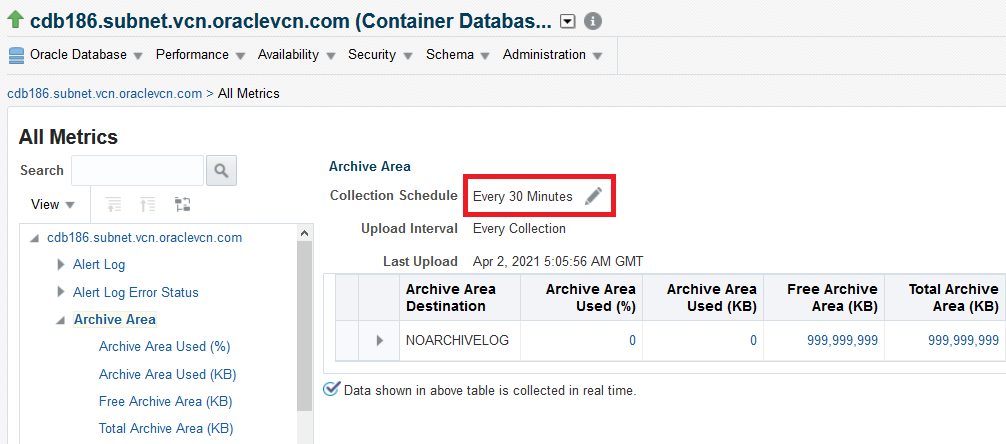 cdb186.subnet.vcn.oraclevcn.com (Container Databas...
Oracle Database Performance Availability Security Schema Administration
cdb186.subnet.vcn.oraclevcn.com > All Metrics
All Metrics
Search
View
cdb186.subnet.vcn.oraclevcn.com
Alert Log
Alert Log Error Status
Archive Area
Archive Area Used (%)
Archive Area Used (KB)
Free Archive Area (KB)
Total Archive Area (KB)
Archive Area
Collection Schedule Every 30 Minutes
Upload Interval Every Collection
Last Upload Apr 2, 2021 5:05:56 AM GMT
Archive Area Archive Area Archive Area Free Archive Total Archive
Destination Used (%) Used (KB) Area (KB) Area (KB)
NOARCHIVELOG 0 0 999,999,999 999,999,999
Data shown in above table is collected in real time.